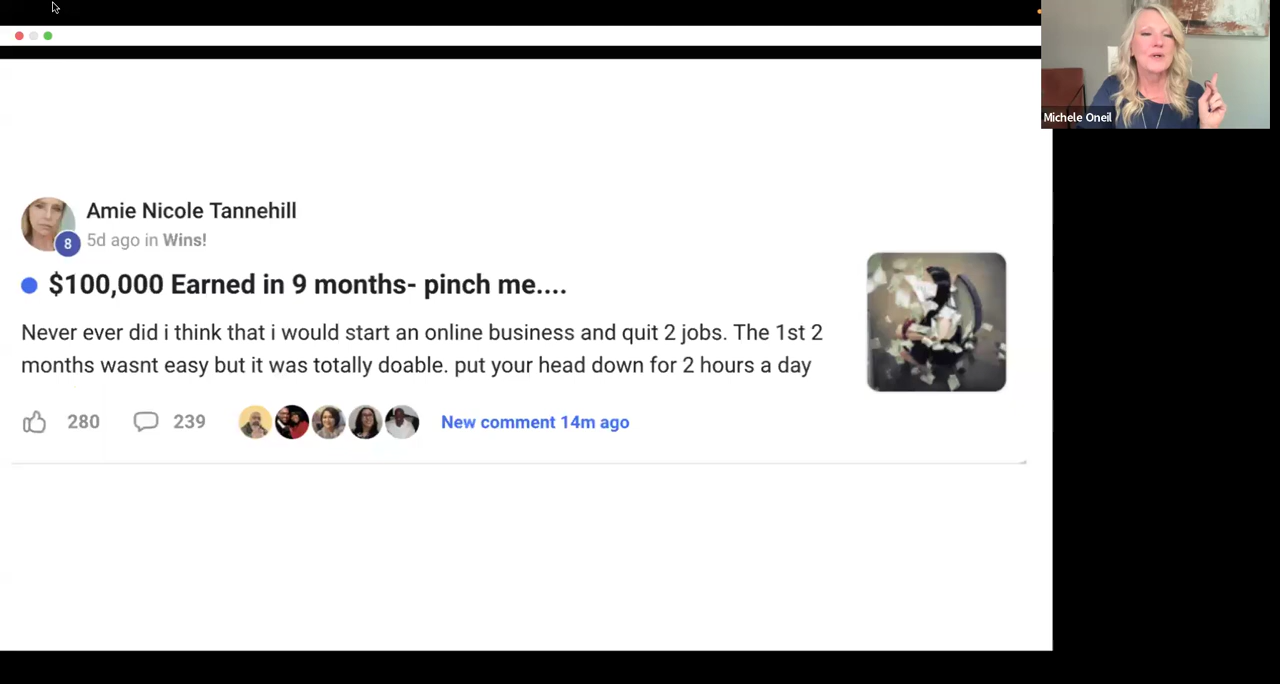 Michele Oneil
Amie Nicole Tannehill
8
5d ago in Wins!
$100,000 Earned in 9 months- pinch me....
Never ever did i think that i would start an online business and quit 2 jobs. The 1st 2
months wasnt easy but it was totally doable. put your head down for 2 hours a day
280 239 New comment 14m ago